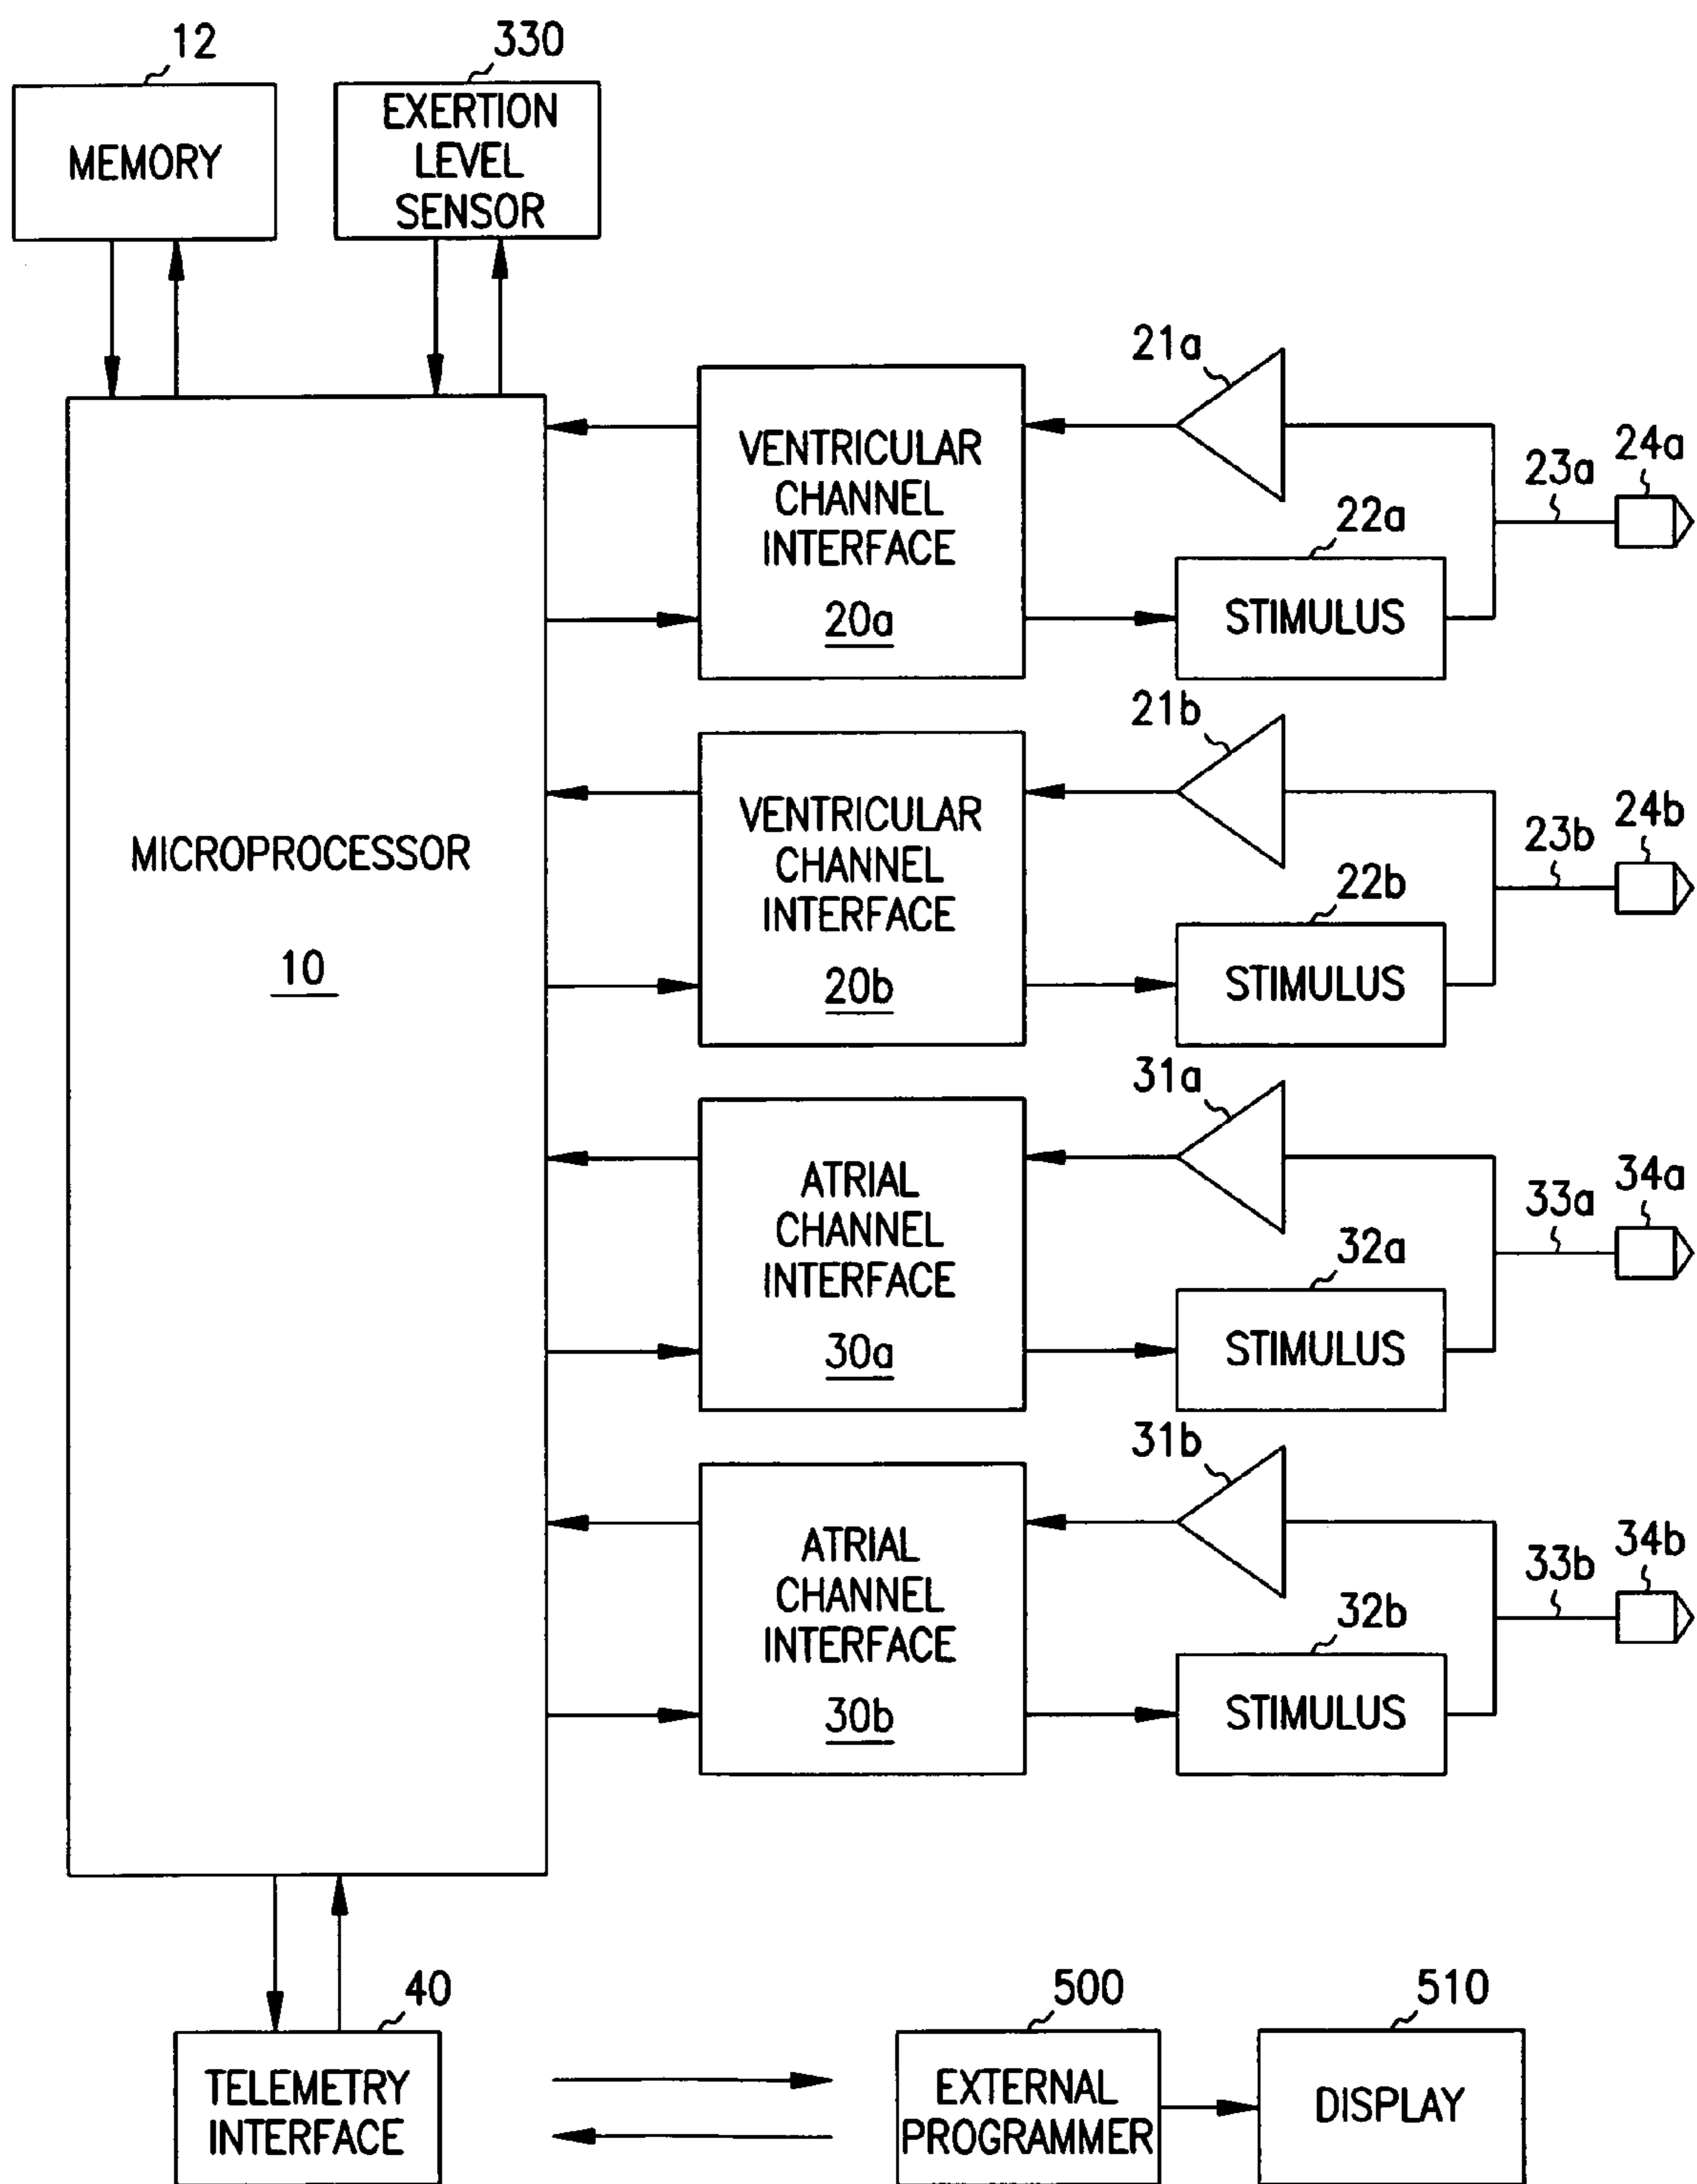 12
330
MEMORY
EXERTION
LEVEL
SENSOR
MICROPROCESSOR
10
VENTRICULAR
CHANNEL
INTERFACE
20a
21a
22a
STIMULUS
23a
24a
VENTRICULAR
CHANNEL
INTERFACE
20b
21b
22b
STIMULUS
23b
24b
ATRIAL
CHANNEL
INTERFACE
30a
31a
32a
STIMULUS
33a
34a
ATRIAL
CHANNEL
INTERFACE
30b
31b
32b
STIMULUS
33b
34b
40
TELEMETRY
INTERFACE
500
EXTERNAL
PROGRAMMER
510
DISPLAY